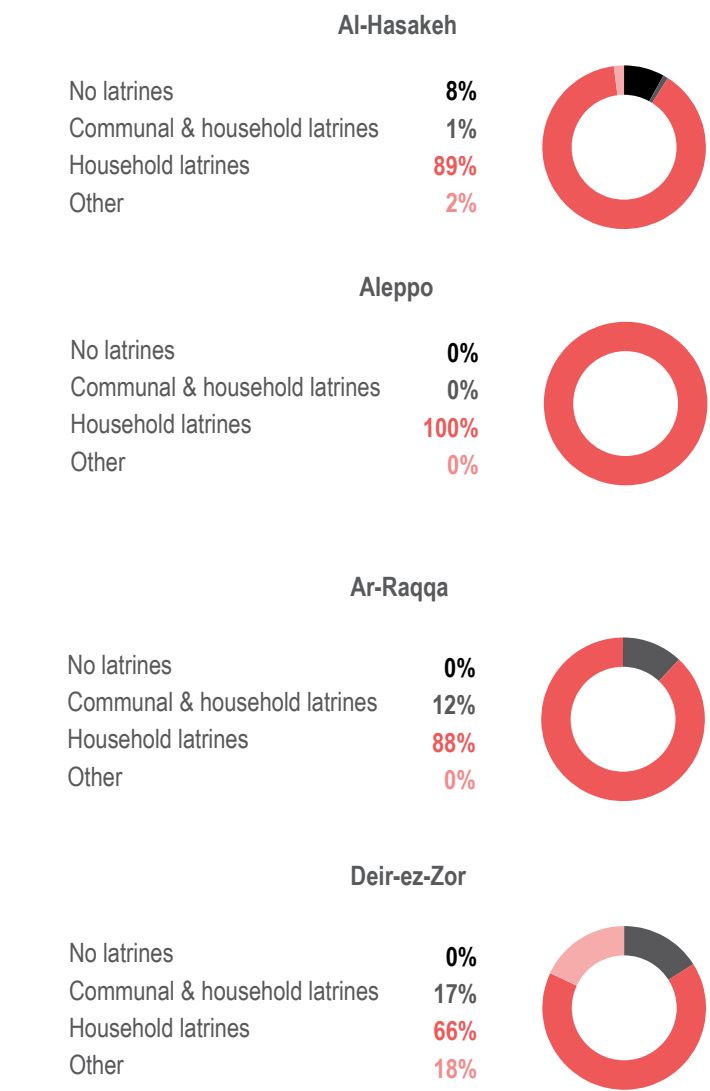 Al-Hasakeh
No latrines 8%
Communal & household latrines 1%
Household latrines 89%
Other 2%
Aleppo
No latrines 0%
Communal & household latrines 0%
Household latrines 100%
Other 0%
Ar-Raqqa
No latrines 0%
Communal & household latrines 12%
Household latrines 88%
Other 0%
Deir-ez-Zor
No latrines 0%
Communal & household latrines 17%
Household latrines 66%
Other 18%